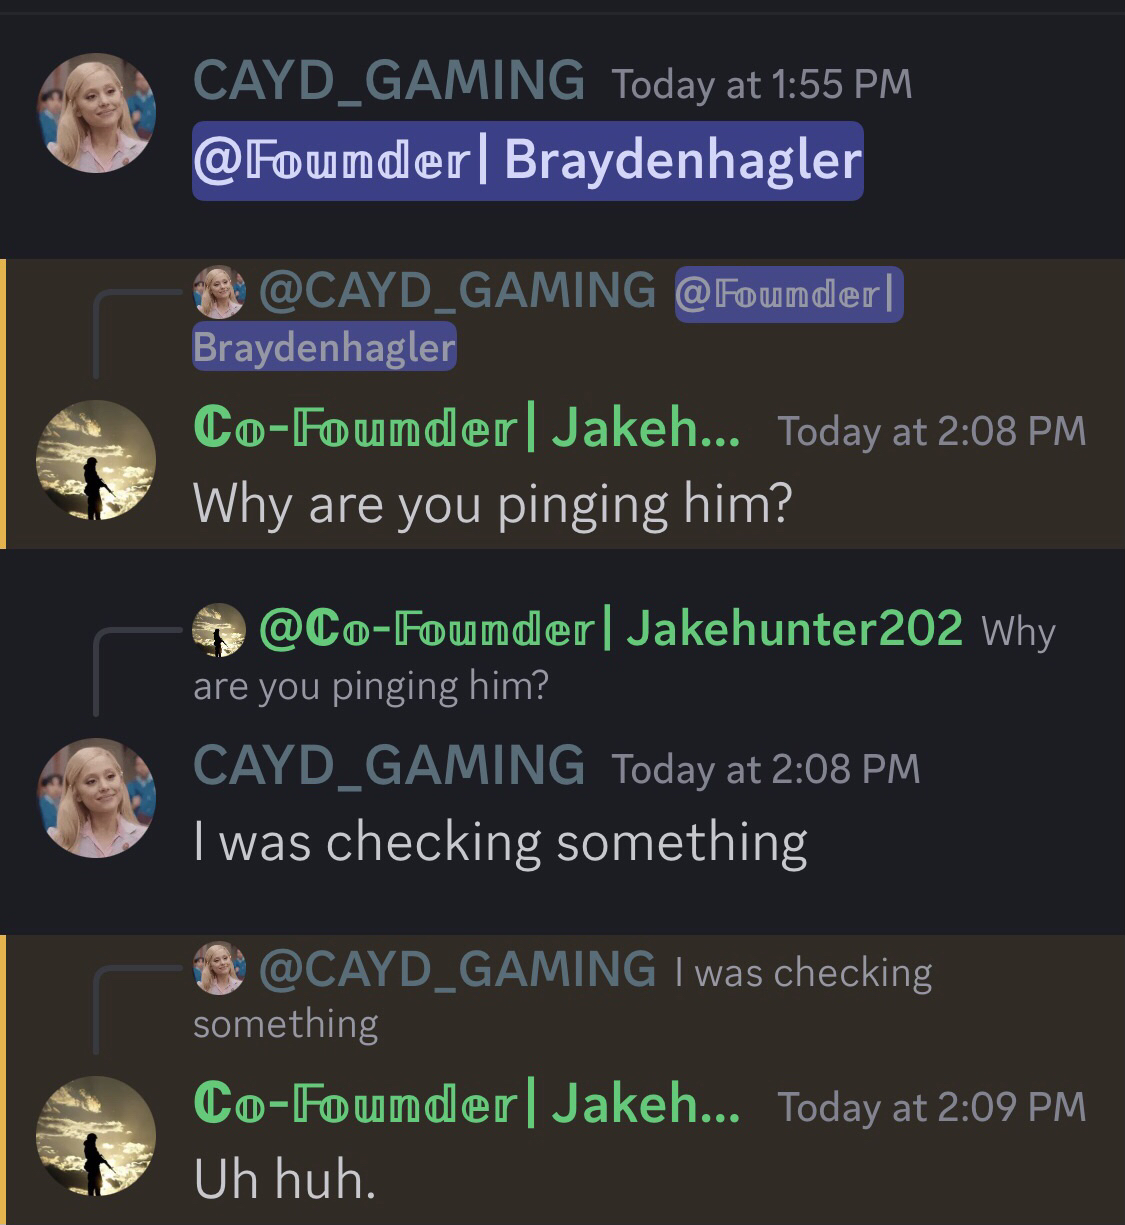 CAYD_GAMING Today at 1:55 PM
@𝔽𝕠𝕦𝕟𝕕𝕖𝕣| Braydenhagler
@CAYD_GAMING @𝔽𝕠𝕦𝕟𝕕𝕖𝕣|
Braydenhagler
ℂ𝕠-𝔽𝕠𝕦𝕟𝕕𝕖𝕣| Jakeh... Today at 2:08 PM
Why are you pinging him?
@ℂ𝕠-𝔽𝕠𝕦𝕟𝕕𝕖𝕣| Jakehunter202 Why
are you pinging him?
CAYD_GAMING Today at 2:08 PM
I was checking something
@CAYD_GAMING I was checking
something
ℂ𝕠-𝔽𝕠𝕦𝕟𝕕𝕖𝕣| Jakeh... Today at 2:09 PM
Uh huh.